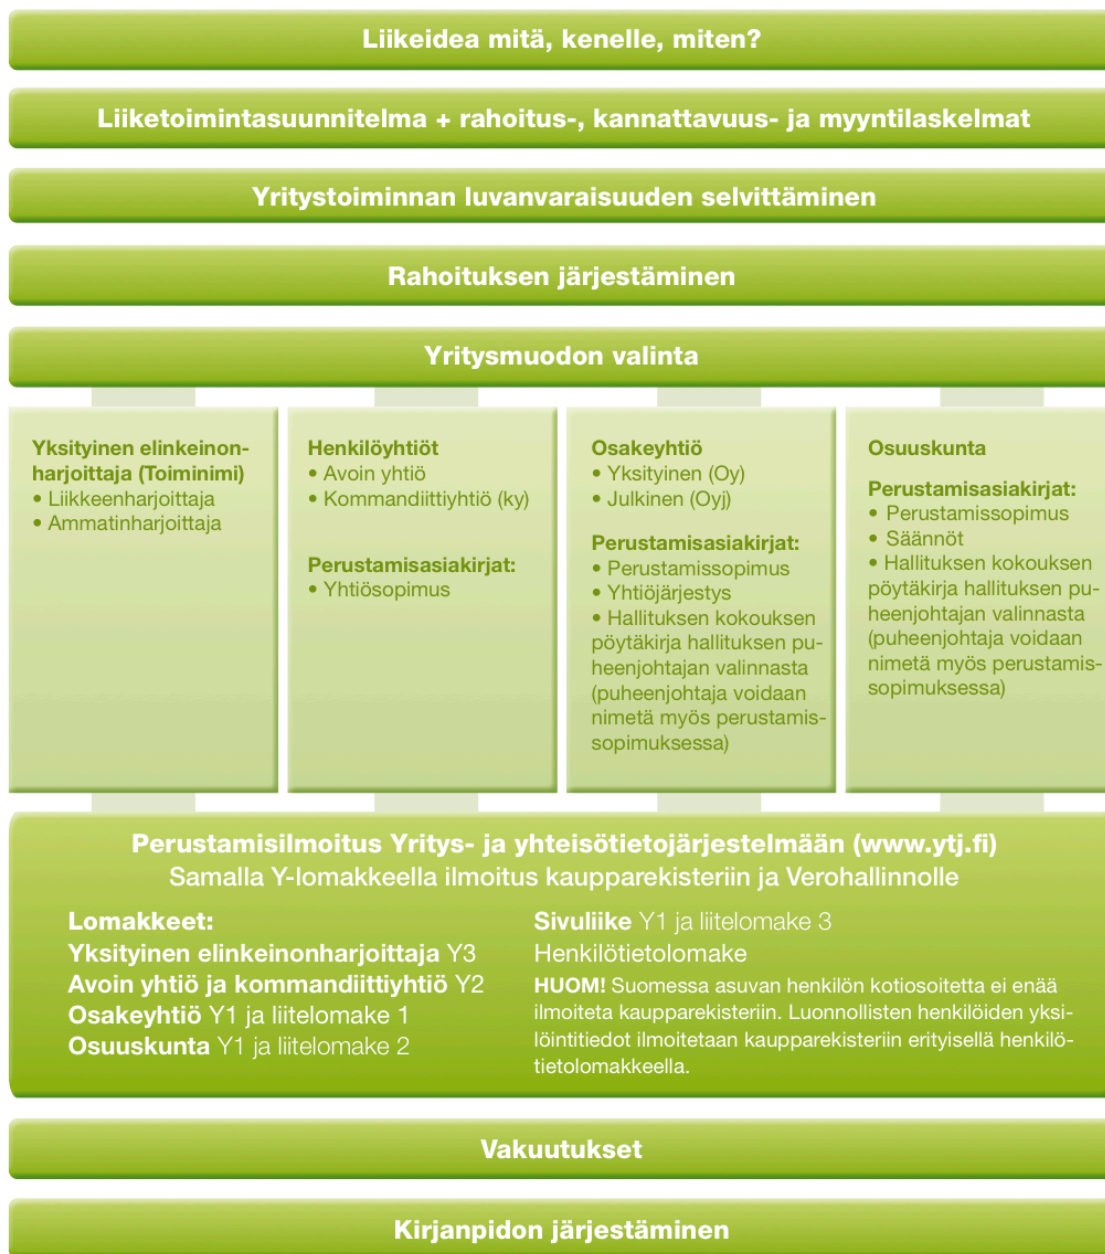 Liikeidea mitä, kenelle, miten?
Liiketoimintasuunnitelma + rahoitus-, kannattavuus- ja myyntilaskelmat
Yritystoiminnan luvanvaraisuuden selvittäminen
Rahoituksen järjestäminen
Yritysmuodon valinta
Yksityinen elinkeinon-
harjoittaja (Toiminimi)
• Liikkeenharjoittaja
• Ammatinharjoittaja
Henkilöyhtiöt
• Avoin yhtiö
• Kommandiittiyhtiö (ky)
Perustamisasiakirjat:
• Yhtiösopimus
Osakeyhtiö
• Yksityinen (Oy)
• Julkinen (Oyj)
Perustamisasiakirjat:
• Perustamissopimus
• Yhtiöjärjestys
• Hallituksen kokouksen
pöytäkirja hallituksen pu-
heenjohtajan valinnasta
(puheenjohtaja voidaan
nimetä myös perustamis-
sopimuksessa)
Osuuskunta
Perustamisasiakirjat:
• Perustamissopimus
• Säännöt
• Hallituksen kokouksen
pöytäkirja hallituksen pu-
heenjohtajan valinnasta
(puheenjohtaja voidaan
nimetä myös perustamis-
sopimuksessa)
Perustamisilmoitus Yritys- ja yhteisötietojärjestelmään (www.ytj.fi)
Samalla Y-lomakkeella ilmoitus kaupparekisteriin ja Verohallinnolle
Lomakkeet:
Yksityinen elinkeinonharjoittaja Y3
Avoin yhtiö ja kommandiittiyhtiö Y2
Osakeyhtiö Y1 ja liitelomake 1
Osuuskunta Y1 ja liitelomake 2
Sivuliike Y1 ja liitelomake 3
Henkilötietolomake
HUOM! Suomessa asuvan henkilön kotiosoitetta ei enää
ilmoiteta kaupparekisteriin. Luonnollisten henkilöiden yksi-
löintitiedot ilmoitetaan kaupparekisteriin erityisellä henkilö-
tietolomakkeella.
Vakuutukset
Kirjanpidon järjestäminen